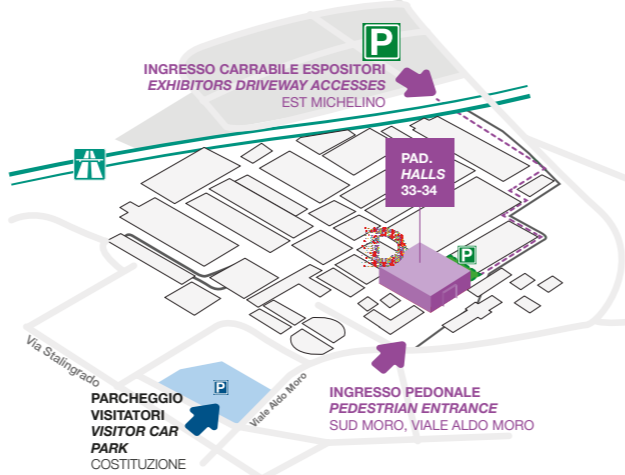 P
INGRESSO CARRABILE ESPOSITORI
EXHIBITORS DRIVEWAY ACCESSES
EST MICHELINO
PAD.
HALLS
33-34
P
Via Stalingrado
P
Viale Aldo Moro
PARCHEGGIO
VISITATORI
VISITOR CAR
PARK
COSTITUZIONE
INGRESSO PEDONALE
PEDESTRIAN ENTRANCE
SUD MORO, VIALE ALDO MORO